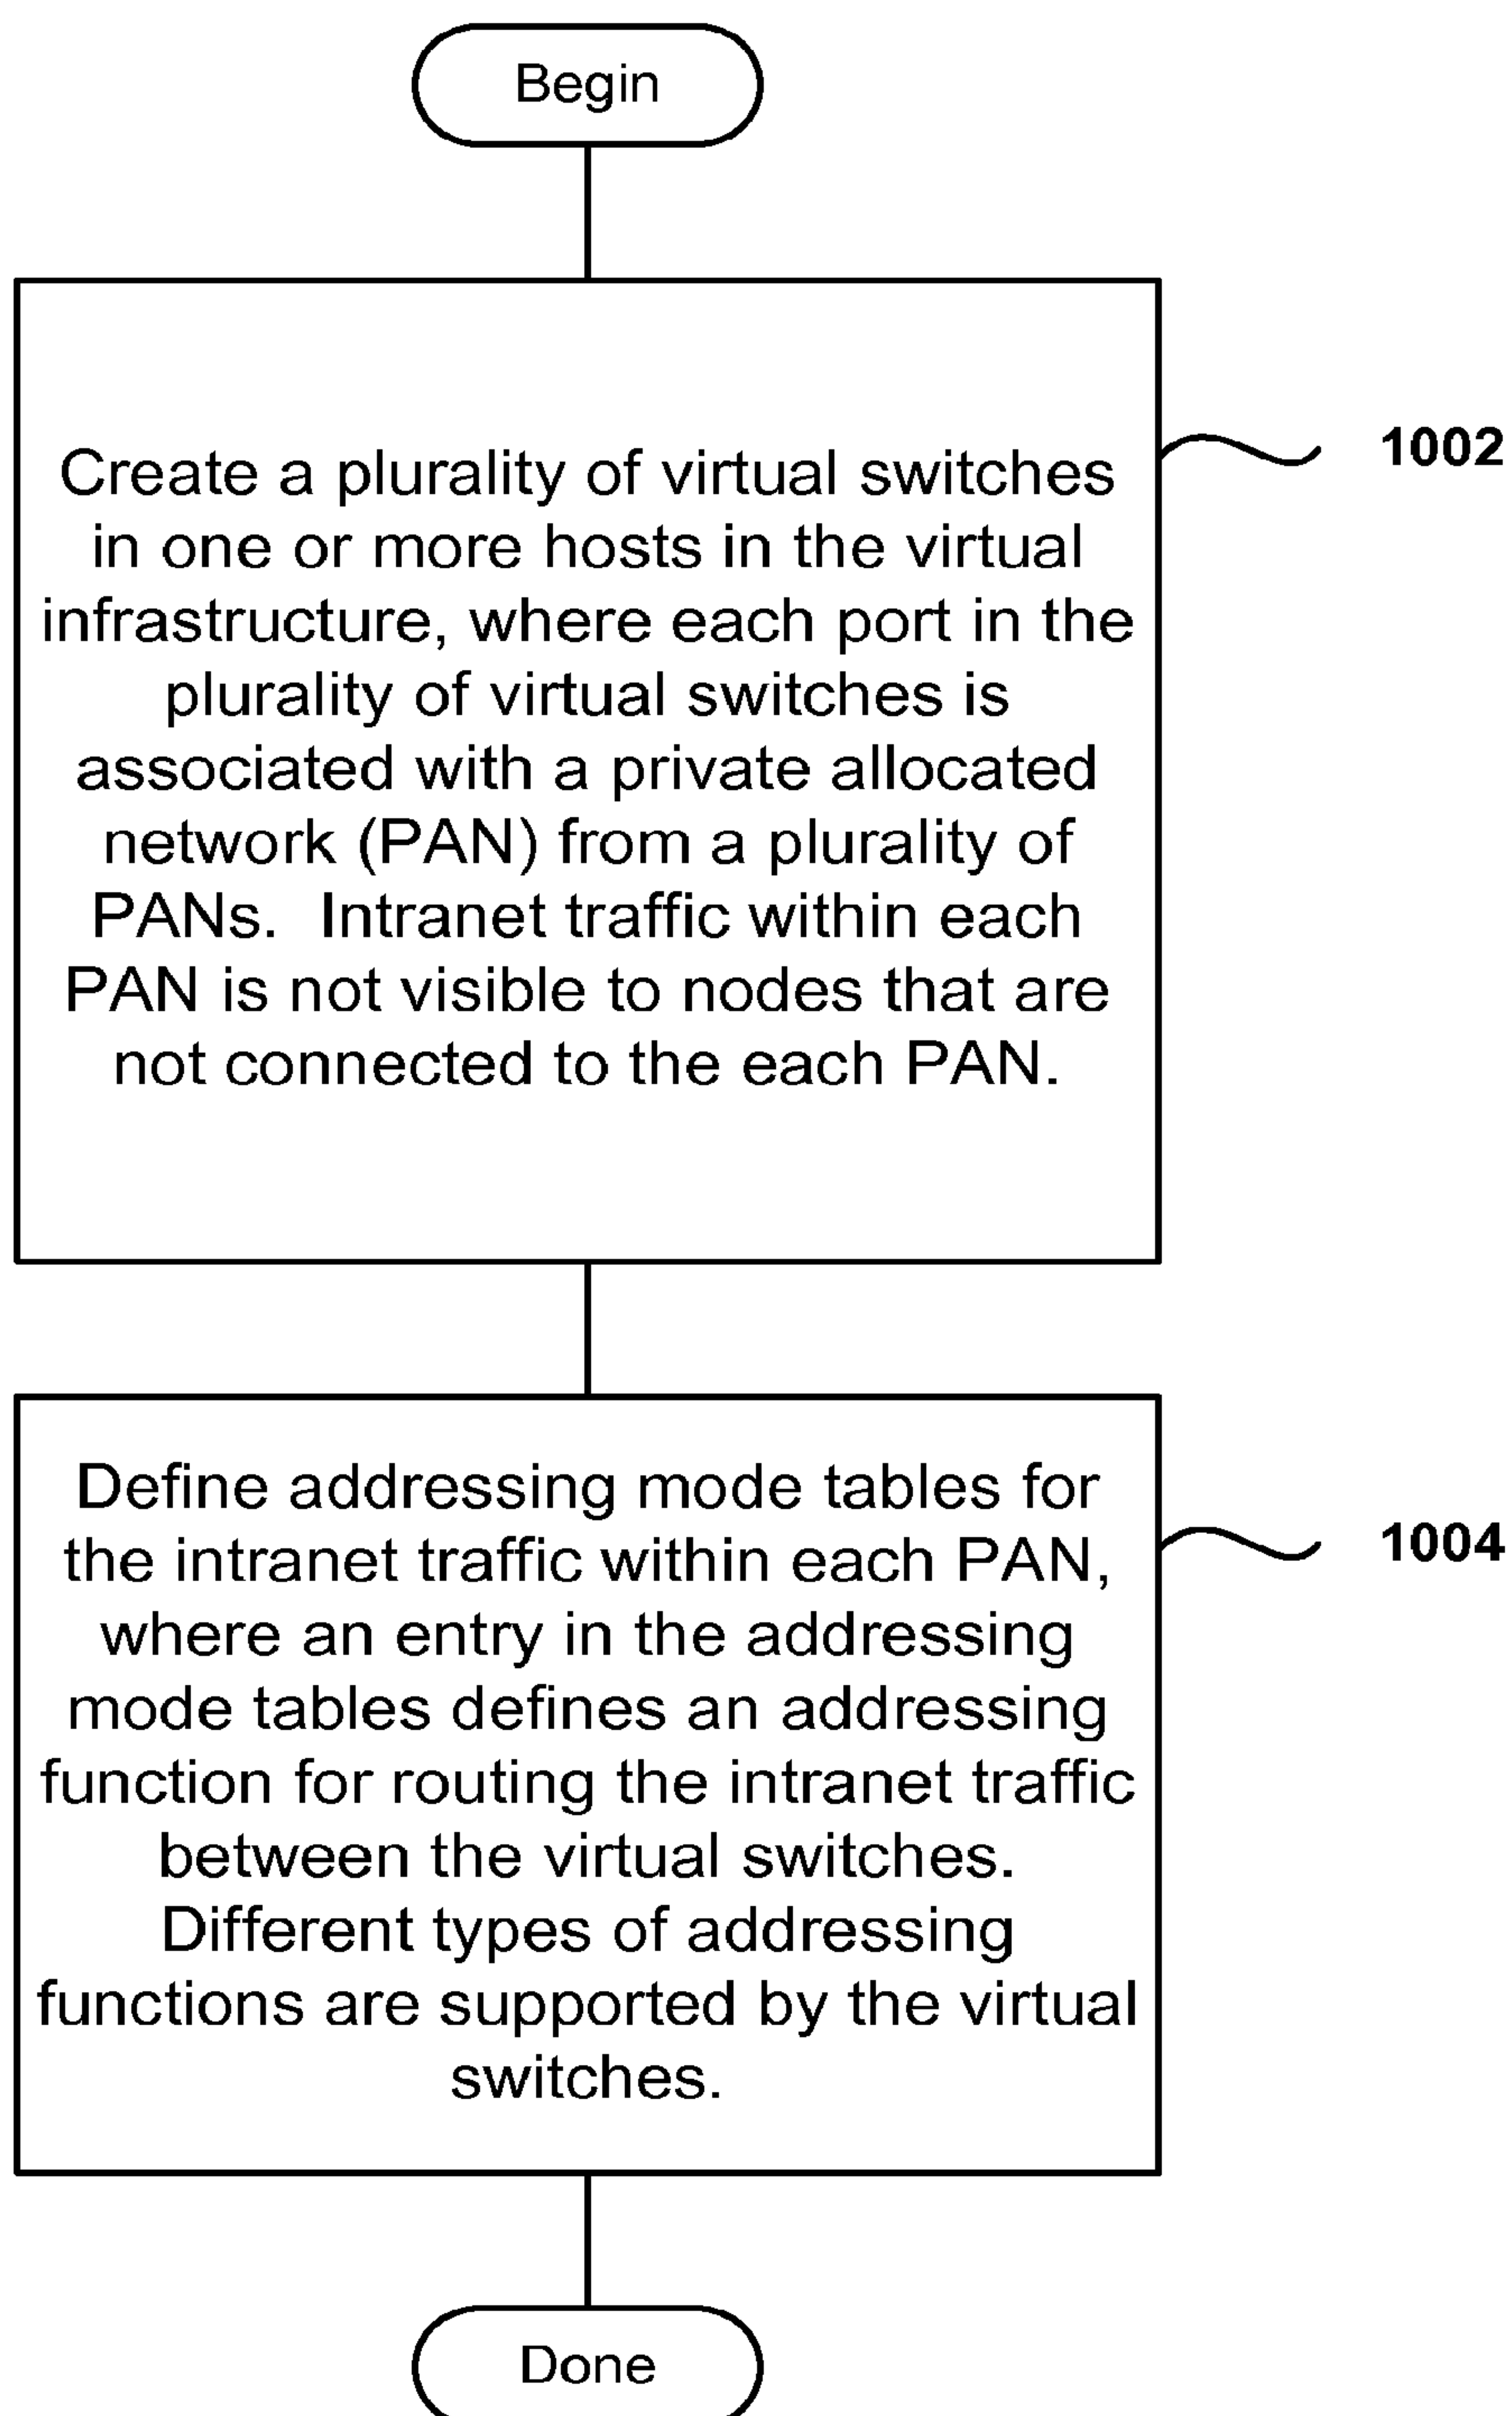 Begin
Create a plurality of virtual switches
in one or more hosts in the virtual
infrastructure, where each port in the
plurality of virtual switches is
associated with a private allocated
network (PAN) from a plurality of
PANs.  Intranet traffic within each
PAN is not visible to nodes that are
not connected to the each PAN.
1002
Define addressing mode tables for
the intranet traffic within each PAN,
where an entry in the addressing
mode tables defines an addressing
function for routing the intranet traffic
between the virtual switches.
Different types of addressing
functions are supported by the virtual
switches.
1004
Done